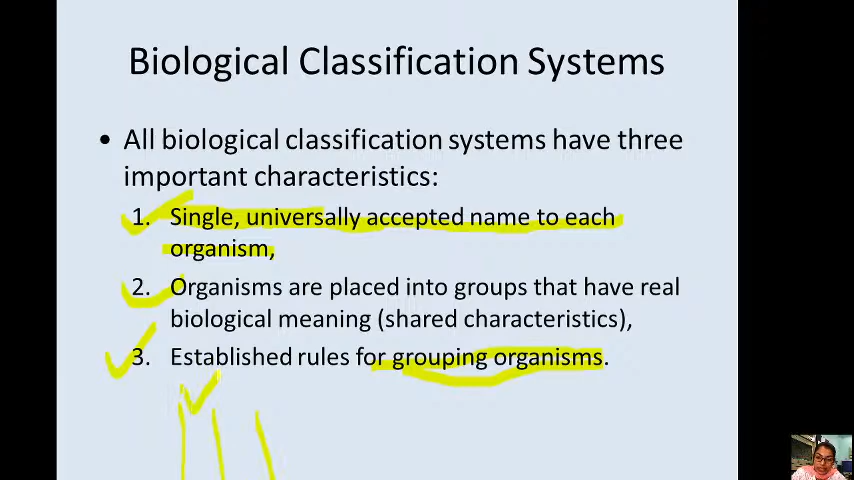 Biological Classification Systems
• All biological classification systems have three
important characteristics:
1. Single, universally accepted name to each
organism,
2. Organisms are placed into groups that have real
biological meaning (shared characteristics),
3. Established rules for grouping organisms.